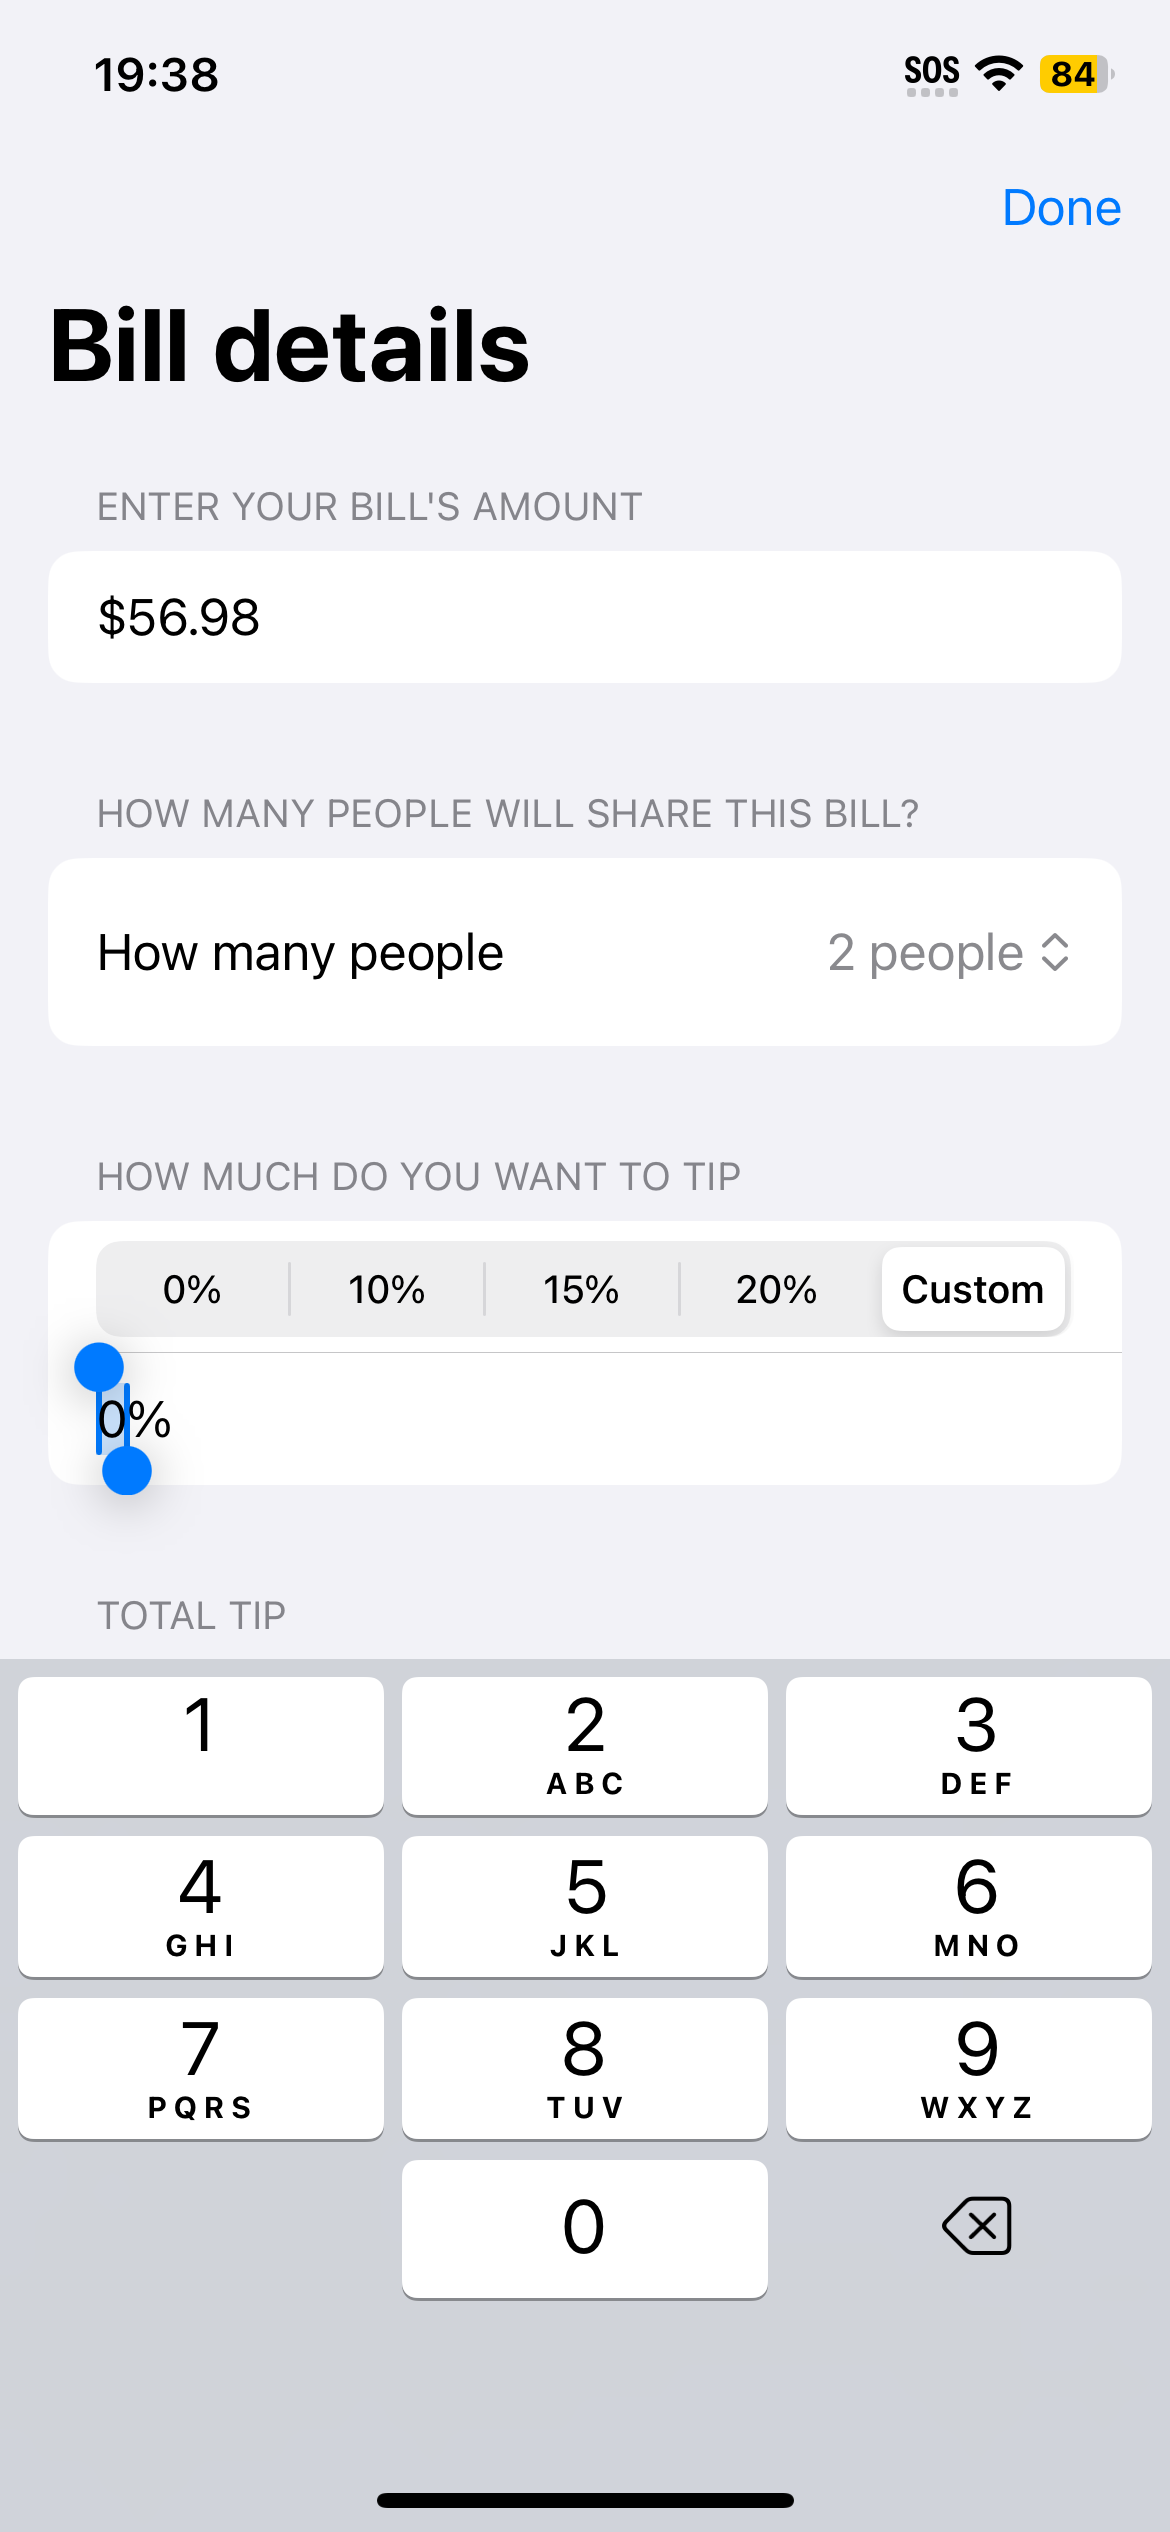 19:38 SOS 84
Done
Bill details
ENTER YOUR BILL'S AMOUNT
$56.98
HOW MANY PEOPLE WILL SHARE THIS BILL?
How many people 2 people
HOW MUCH DO YOU WANT TO TIP
0% 10% 15% 20% Custom
0%
TOTAL TIP
1 2 3
ABC DEF
4 5 6
GHI JKL MNO
7 8 9
PQRS TUV WXYZ
0